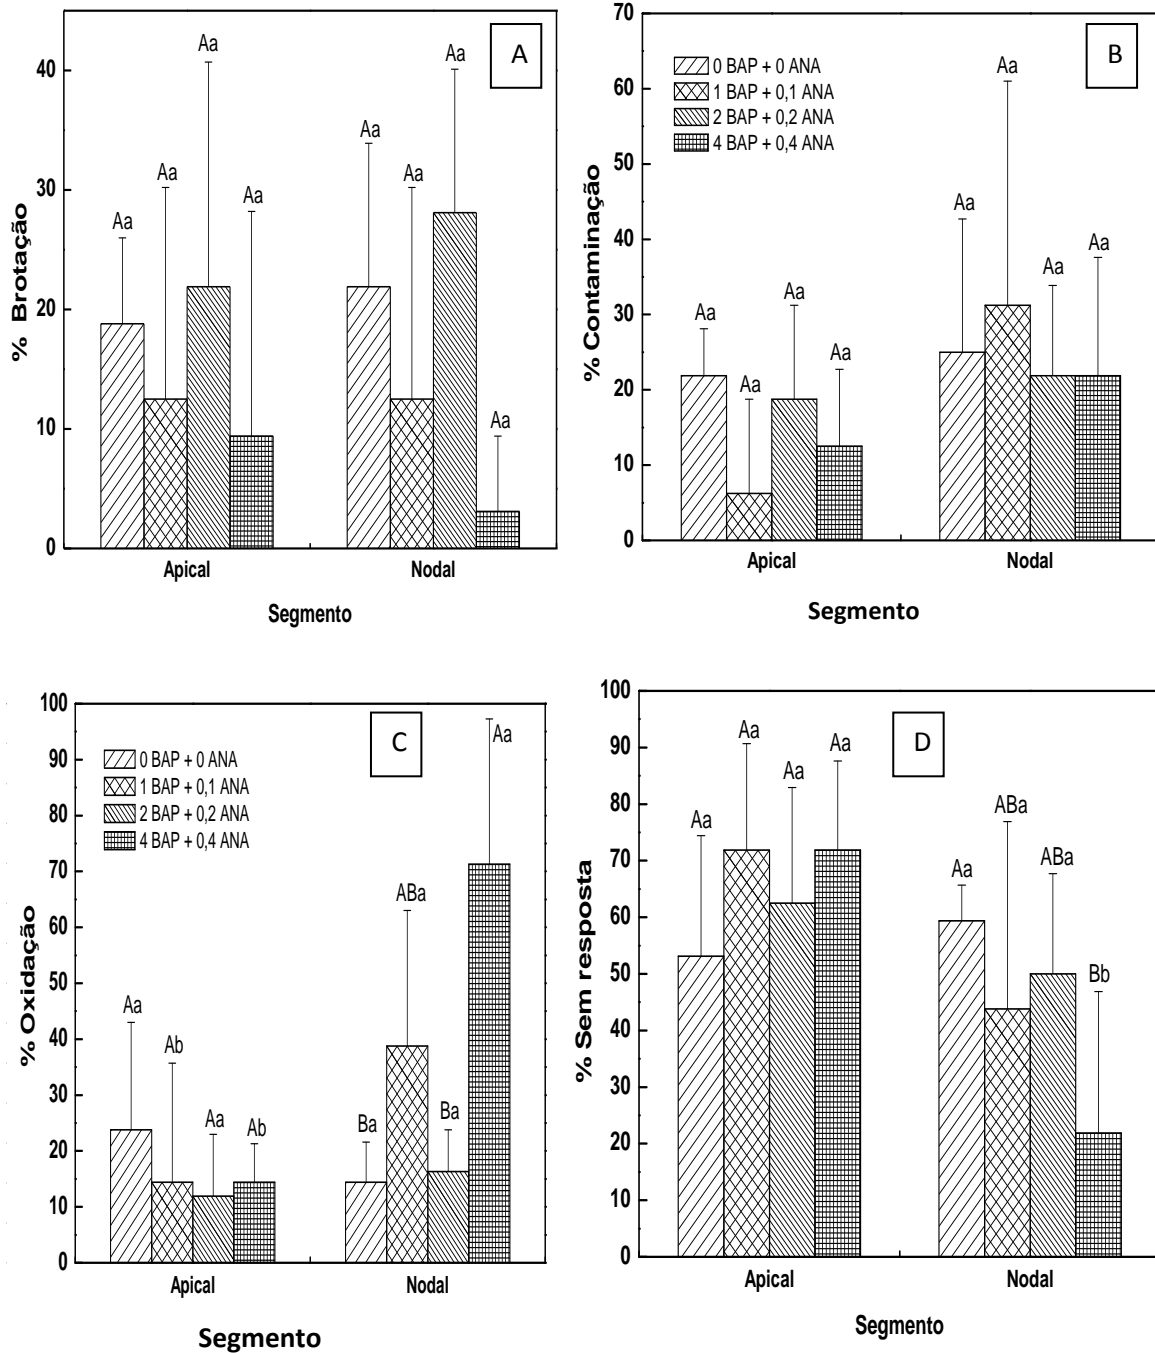 A
% Brotação
40
30
20
10
0
Aa
Aa
Aa
Aa
Aa
Aa
Aa
Aa
Apical
Nodal
Segmento
B
% Contaminação
70
60
50
40
30
20
10
0
0 BAP + 0 ANA
1 BAP + 0,1 ANA
2 BAP + 0,2 ANA
4 BAP + 0,4 ANA
Aa
Aa
Aa
Aa
Aa
Aa
Aa
Aa
Apical
Nodal
Segmento
C
% Oxidação
100
90
80
70
60
50
40
30
20
10
0
0 BAP + 0 ANA
1 BAP + 0,1 ANA
2 BAP + 0,2 ANA
4 BAP + 0,4 ANA
Aa
Ab
Aa
Ab
Ba
ABa
Ba
Aa
Apical
Nodal
Segmento
D
% Sem resposta
100
90
80
70
60
50
40
30
20
10
0
Aa
Aa
Aa
Aa
Aa
ABa
ABa
Bb
Apical
Nodal
Segmento